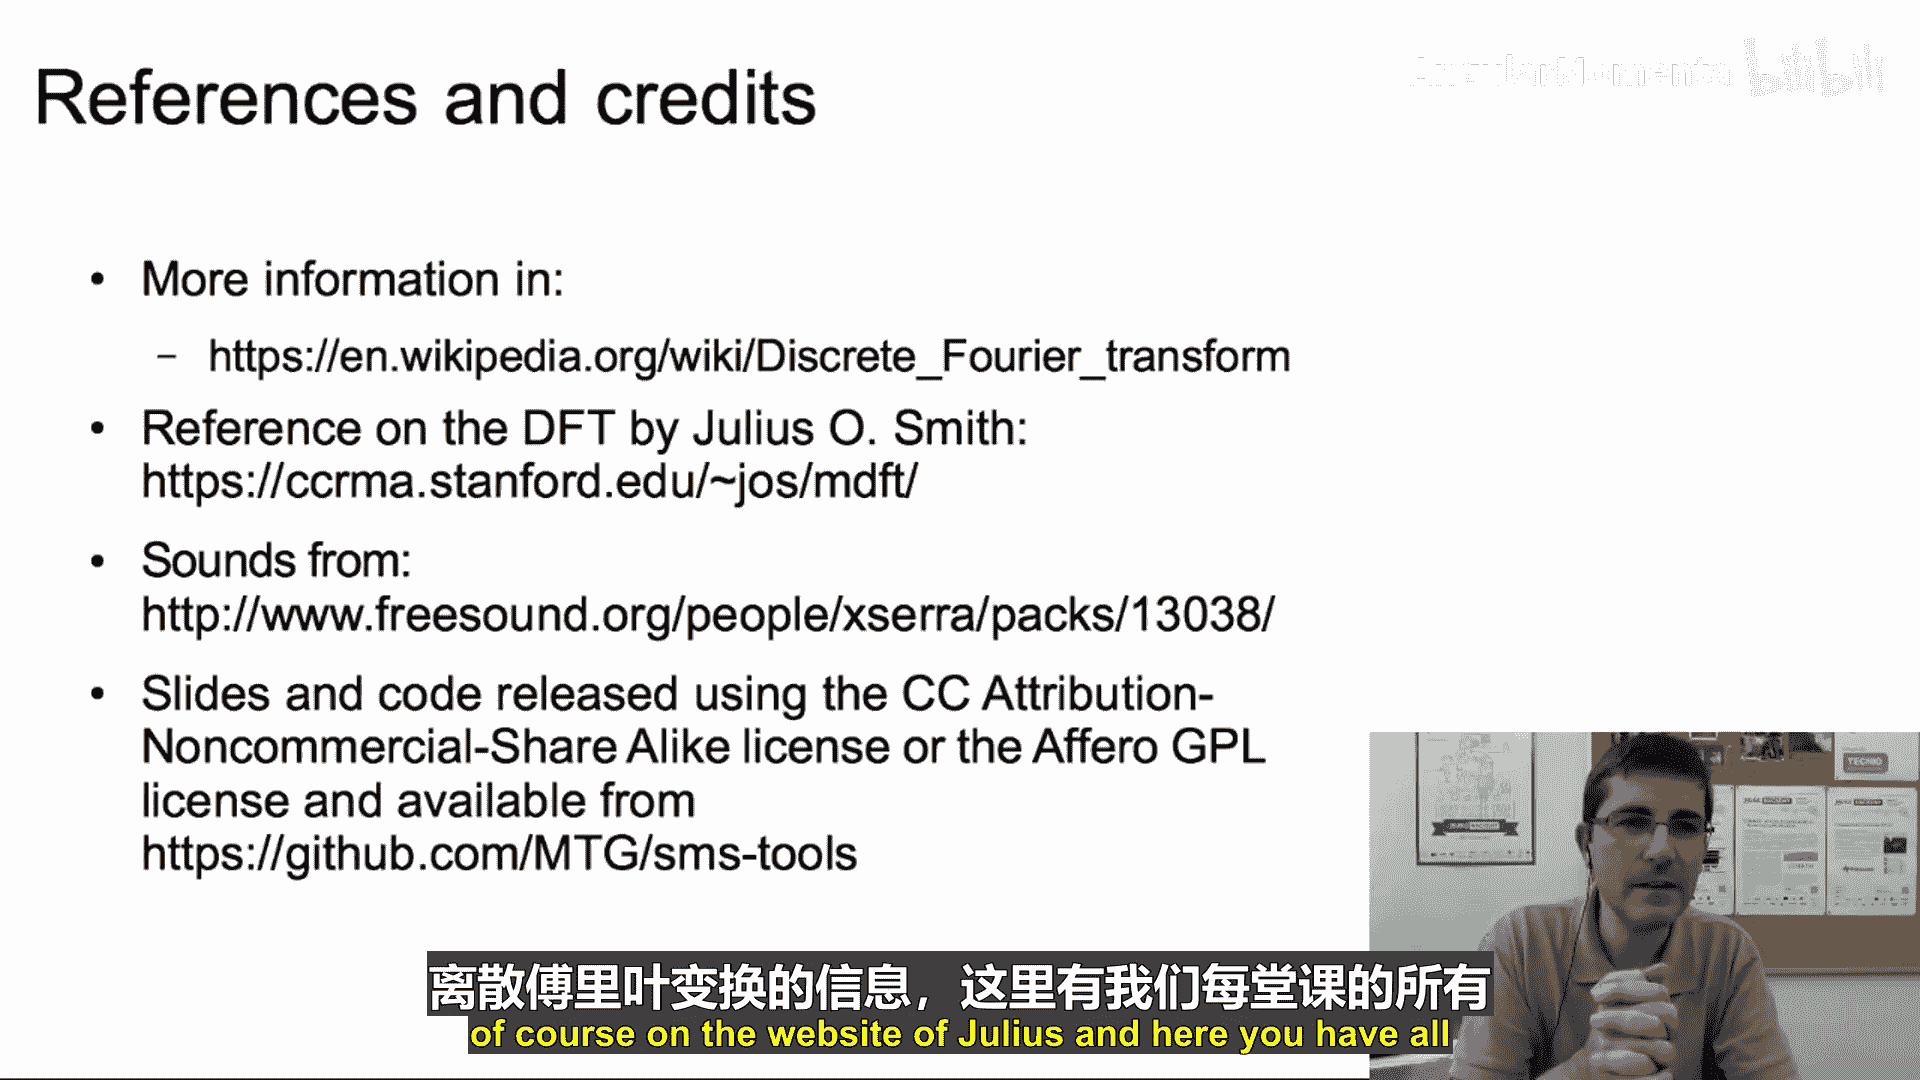 References and credits
bilibili
• More information in:
– https://en.wikipedia.org/wiki/Discrete_Fourier_transform
• Reference on the DFT by Julius O. Smith:
https://ccrma.stanford.edu/~jos/mdft/
• Sounds from:
http://www.freesound.org/people/xserra/packs/13038/
• Slides and code released using the CC Attribution-
Noncommercial-Share Alike license or the Affero GPL
license and available from
https://github.com/MTG/sms-tools
TECNIO
离散傅里叶变换的信息，这里有我们每堂课的所有
of course on the website of Julius and here you have all